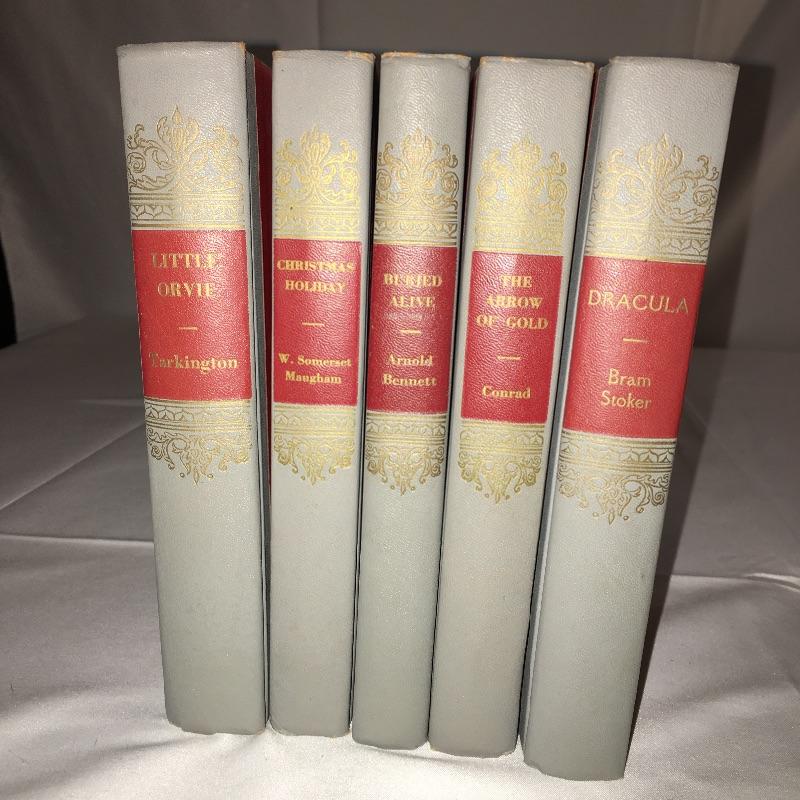 LITTLE
ORVIE
Tarkington
CHRISTMAS
HOLIDAY
W. Somerset
Maugham
BURIED
ALIVE
Arnold
Bennett
THE
ARROW
OF GOLD
Conrad
DRACULA
Bram
Stoker